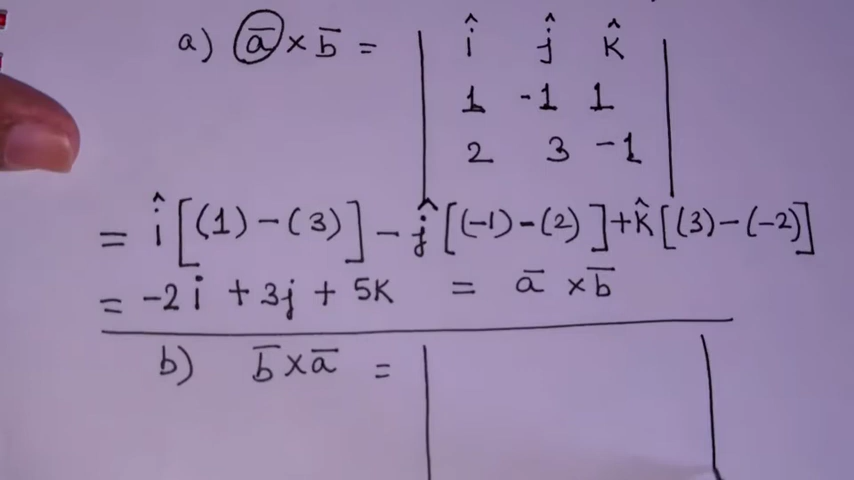 a) a̅ × b̅ = | î ĵ k̂ |
1 -1 1
2 3 -1
= î [(1) - (3)] - ĵ [(-1) - (2)] + k̂ [(3) - (-2)]
= -2i + 3j + 5k = a̅ × b̅
b) b̅ × a̅ = | |